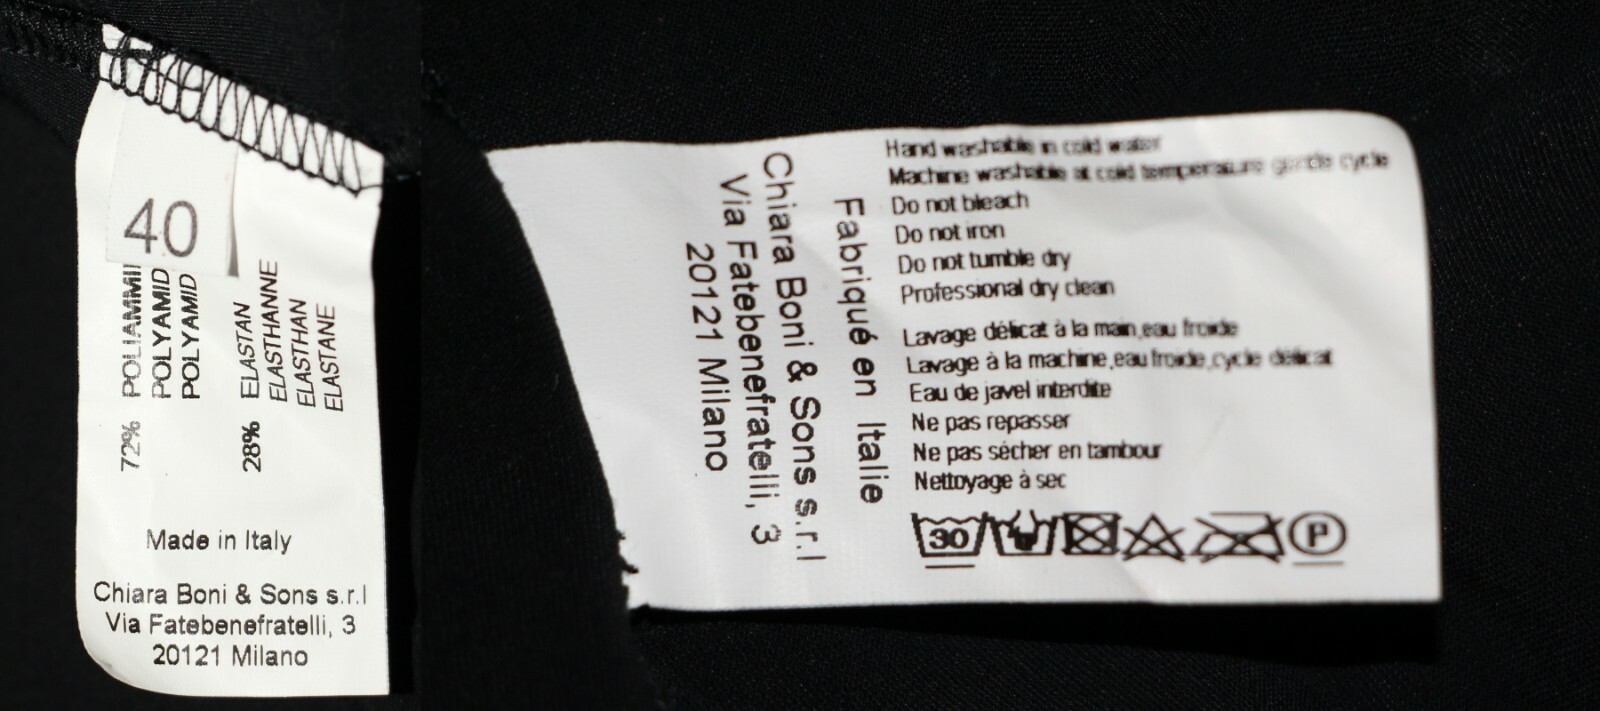 40
72% POLIAMMI
POLYAMID
POLYAMID
28% ELASTAN
ELASTHANNE
ELASTHAN
ELASTANE
Made in Italy
Chiara Boni & Sons s.r.l
Via Fatebenefratelli, 3
20121 Milano
Fabriqué en Italie
Chiara Boni & Sons s.r.l
Via Fatebenefratelli, 3
20121 Milano
Hand washable in cold water
Machine washable at cold temperature gentle cycle
Do not bleach
Do not iron
Do not tumble dry
Professional dry clean
Lavage délicat à la main,eau froide
Lavage à la machine,eau froide,cycle délicat
Eau de javel interdite
Ne pas repasser
Ne pas sécher en tambour
Nettoyage à sec
30 P